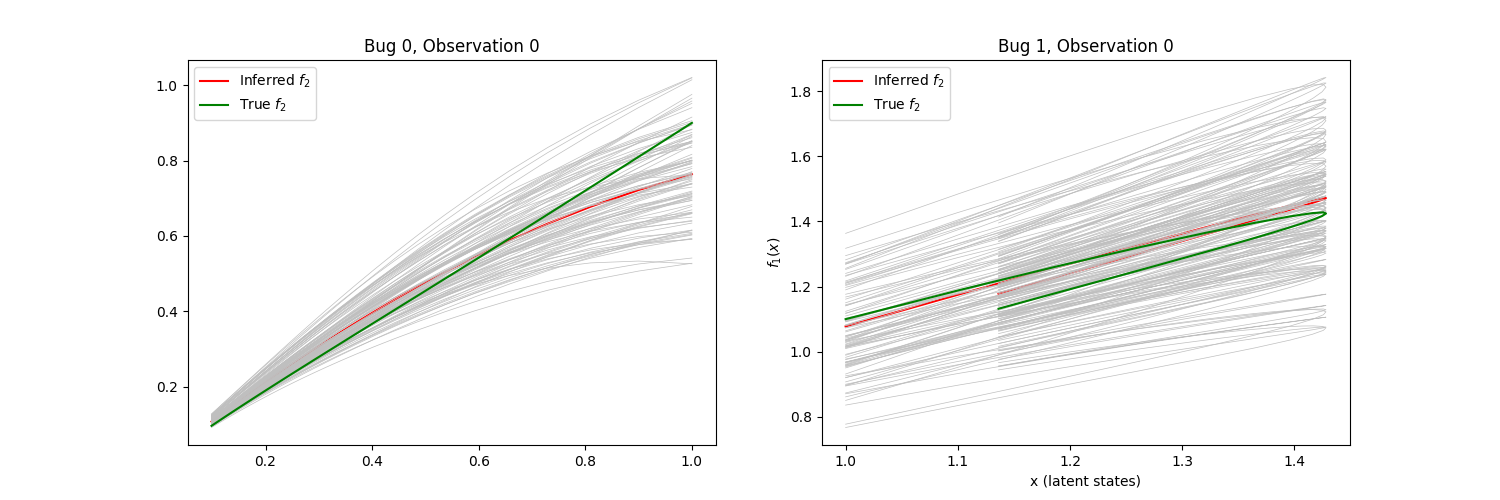 Bug 0, Observation 0
Inferred f₂
True f₂
1.0
0.8
0.6
0.4
0.2
0.2 0.4 0.6 0.8 1.0
Bug 1, Observation 0
Inferred f₂
True f₂
1.8
1.6
1.4
1.2
1.0
0.8
f₁(x)
1.0 1.1 1.2 1.3 1.4
x (latent states)